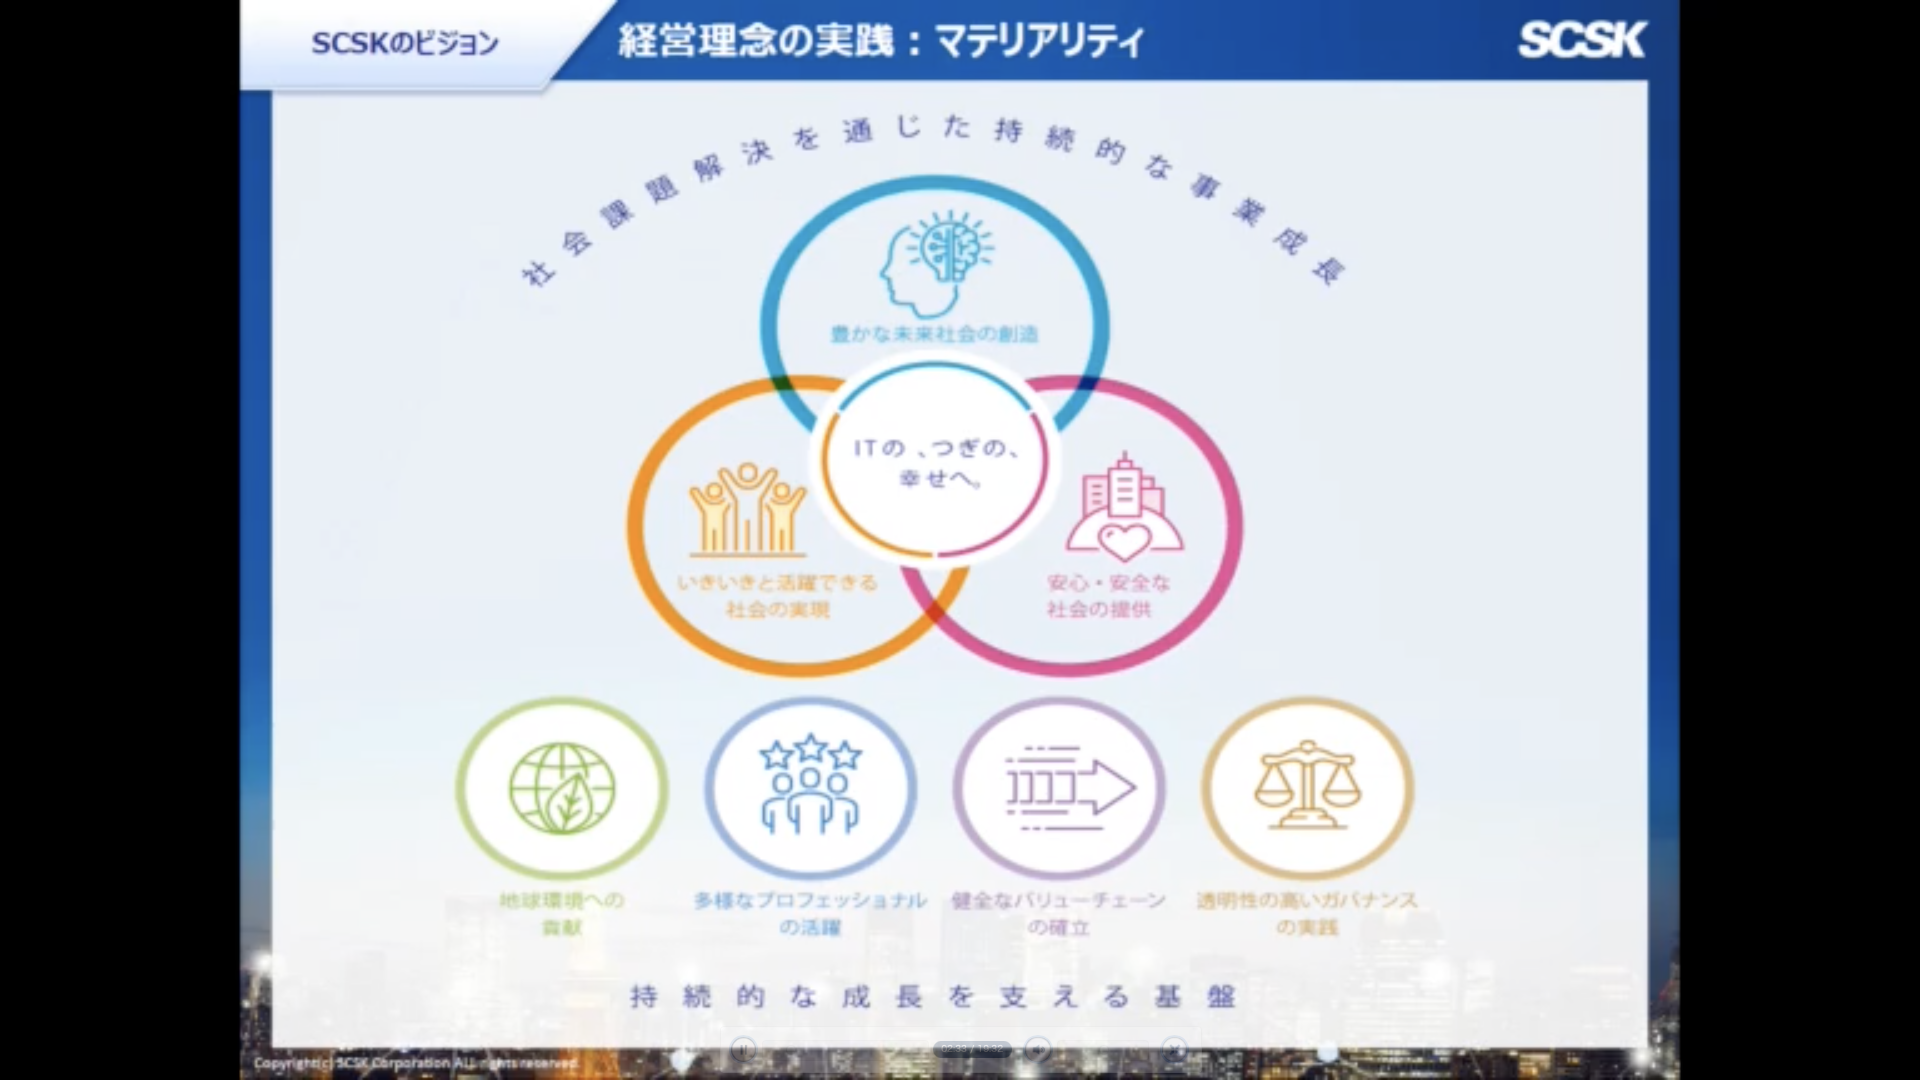 SCSKのビジョン
経営理念の実践：マテリアリティ
SCSK
社会課題解決を通じた持続的な事業成長
豊かな未来社会の創造
ITの、つぎの、
幸せへ。
いきいきと活躍できる
社会の実現
安心・安全な
社会の提供
地球環境への
貢献
多様なプロフェッショナル
の活躍
健全なバリューチェーン
の確立
透明性の高いガバナンス
の実践
持続的な成長を支える基盤
Copyright(c) SCSK Corporation ALL rights reserved.